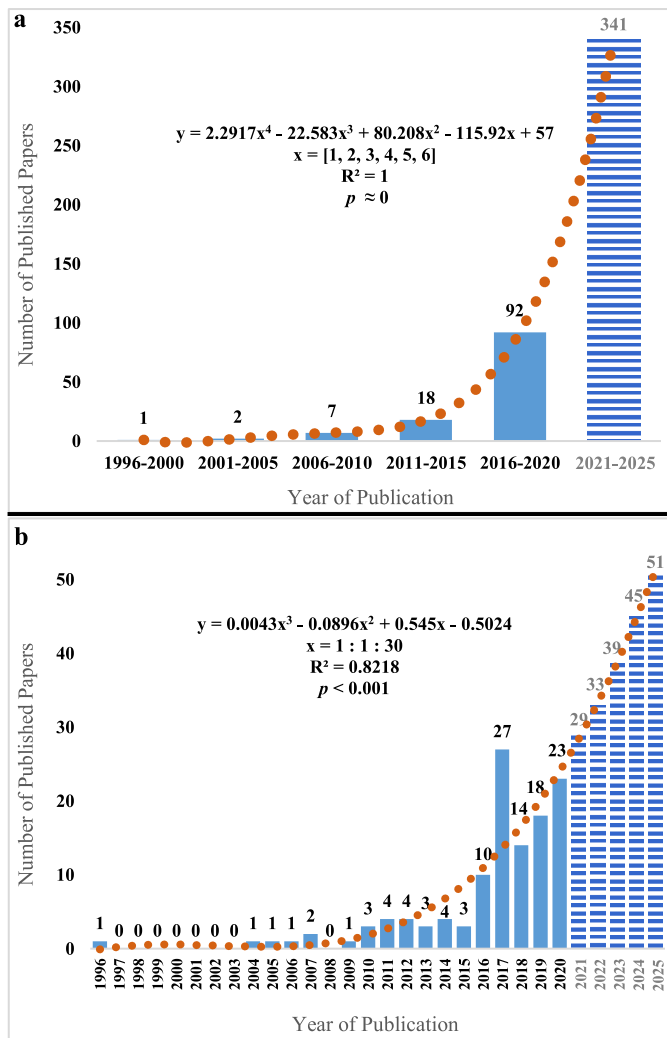 a
350
300
250
200
150
100
50
0
Number of Published Papers
y = 2.2917x⁴ - 22.583x³ + 80.208x² - 115.92x + 57
x = [1, 2, 3, 4, 5, 6]
R² = 1
p ≈ 0
1
2
7
18
92
341
1996-2000 2001-2005 2006-2010 2011-2015 2016-2020 2021-2025
Year of Publication
b
50
40
30
20
10
0
Number of Published Papers
y = 0.0043x³ - 0.0896x² + 0.545x - 0.5024
x = 1 : 1 : 30
R² = 0.8218
p < 0.001
1 0 0 0 0 0 0 0 1 1 1 2 0 1 3 4 4 3 4 3 10 27 14 18 23 29 33 39 45 51
1996 1997 1998 1999 2000 2001 2002 2003 2004 2005 2006 2007 2008 2009 2010 2011 2012 2013 2014 2015 2016 2017 2018 2019 2020 2021 2022 2023 2024 2025
Year of Publication